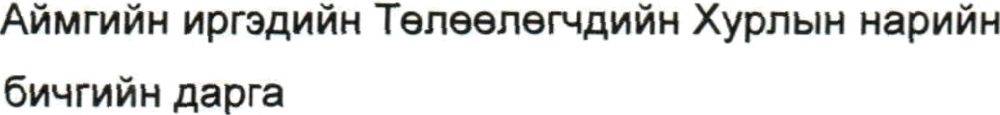 Аймгийн иргэдийн Төлөөлөгчдийн Хурлын нарийн
бичгийн дарга